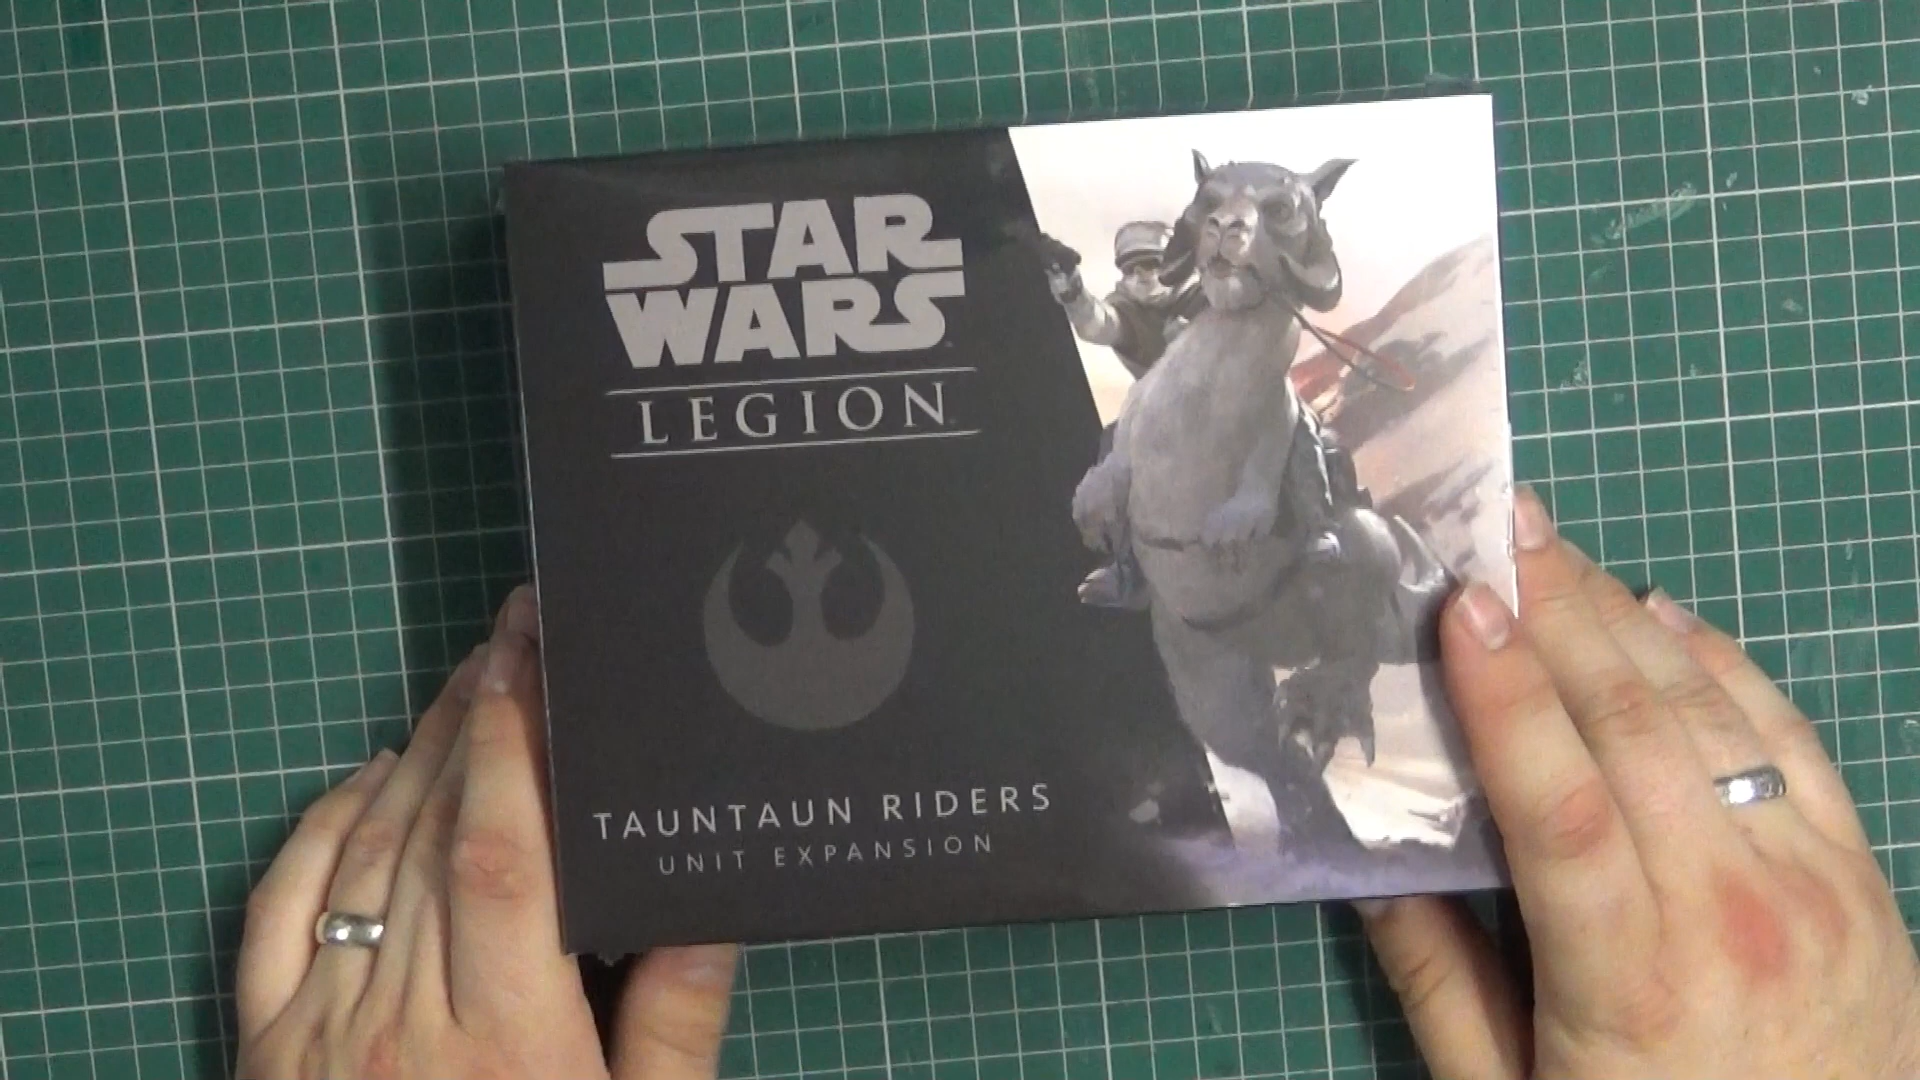 STAR
WARS
LEGION
TAUNTAUN RIDERS
UNIT EXPANSION